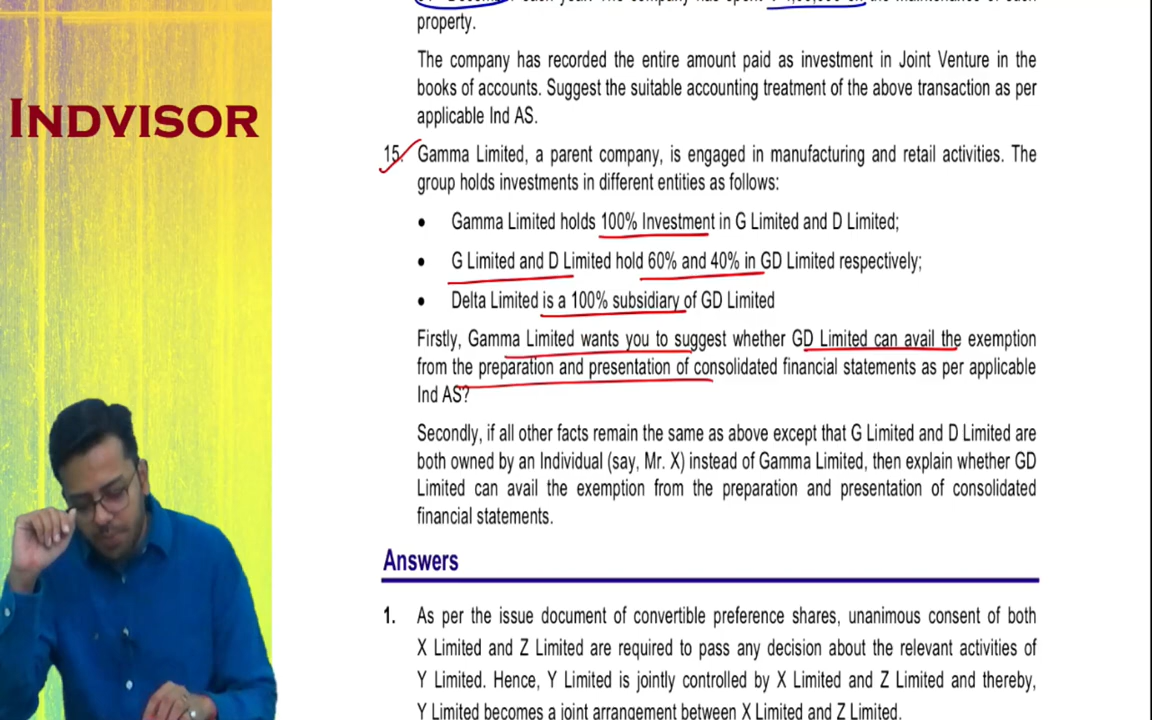 property.
The company has recorded the entire amount paid as investment in Joint Venture in the
books of accounts. Suggest the suitable accounting treatment of the above transaction as per
applicable Ind AS.
INDVISOR
15. Gamma Limited, a parent company, is engaged in manufacturing and retail activities. The
group holds investments in different entities as follows:
• Gamma Limited holds 100% Investment in G Limited and D Limited;
• G Limited and D Limited hold 60% and 40% in GD Limited respectively;
• Delta Limited is a 100% subsidiary of GD Limited
Firstly, Gamma Limited wants you to suggest whether GD Limited can avail the exemption
from the preparation and presentation of consolidated financial statements as per applicable
Ind AS?
Secondly, if all other facts remain the same as above except that G Limited and D Limited are
both owned by an Individual (say, Mr. X) instead of Gamma Limited, then explain whether GD
Limited can avail the exemption from the preparation and presentation of consolidated
financial statements.
Answers
1. As per the issue document of convertible preference shares, unanimous consent of both
X Limited and Z Limited are required to pass any decision about the relevant activities of
Y Limited. Hence, Y Limited is jointly controlled by X Limited and Z Limited and thereby,
Y Limited becomes a joint arrangement between X Limited and Z Limited.